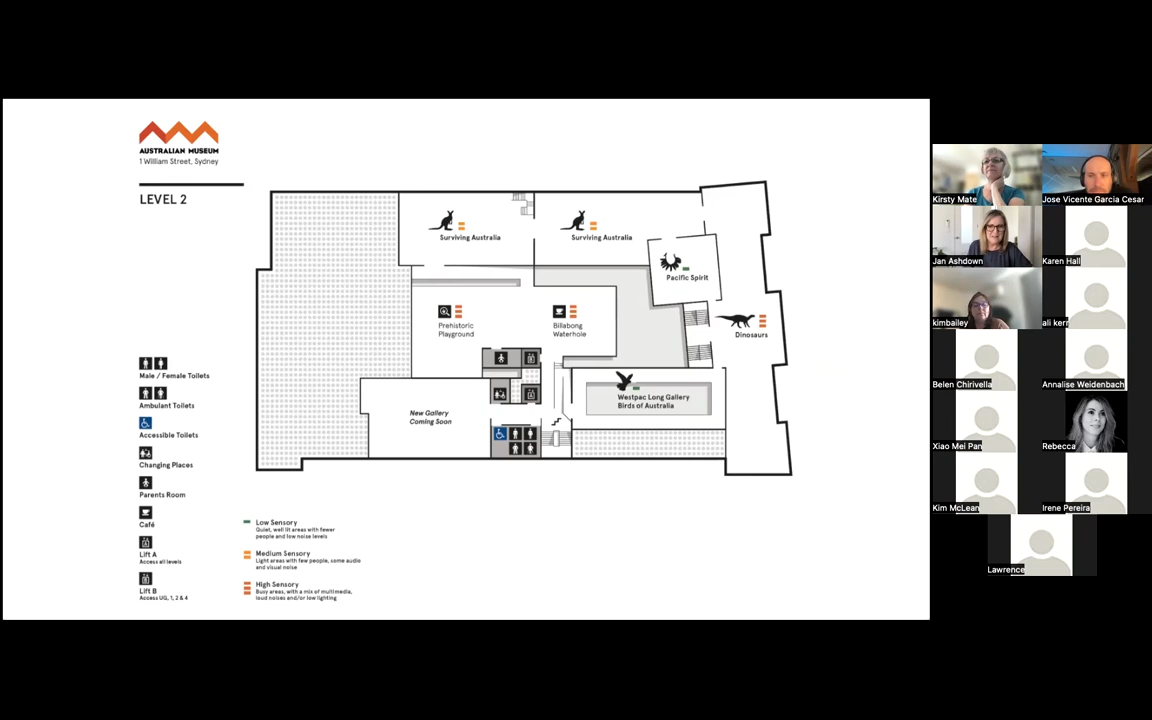 AUSTRALIAN MUSEUM
1 William Street, Sydney
LEVEL 2
Surviving Australia
Surviving Australia
Pacific Spirit
Prehistoric
Playground
Billabong
Waterhole
Dinosaurs
Westpac Long Gallery
Birds of Australia
New Gallery
Coming Soon
Male / Female Toilets
Ambulant Toilets
Accessible Toilets
Changing Places
Parents Room
Café
Lift A
Access all levels
Lift B
Access UG, 1, 2 & 4
Low Sensory
Quiet, well lit areas with fewer
people and low noise levels
Medium Sensory
Light areas with few people, some audio
and visual noise
High Sensory
Busy areas, with a mix of multimedia,
loud noises and/or low lighting
Kirsty Mate
Jose Vicente Garcia Cesar
Jan Ashdown
Karen Hall
kimbailey
ali kerr
Belen Chirivella
Annalise Weidenbach
Xiao Mei Pan
Rebecca
Kim McLean
Irene Pereira
Lawrence